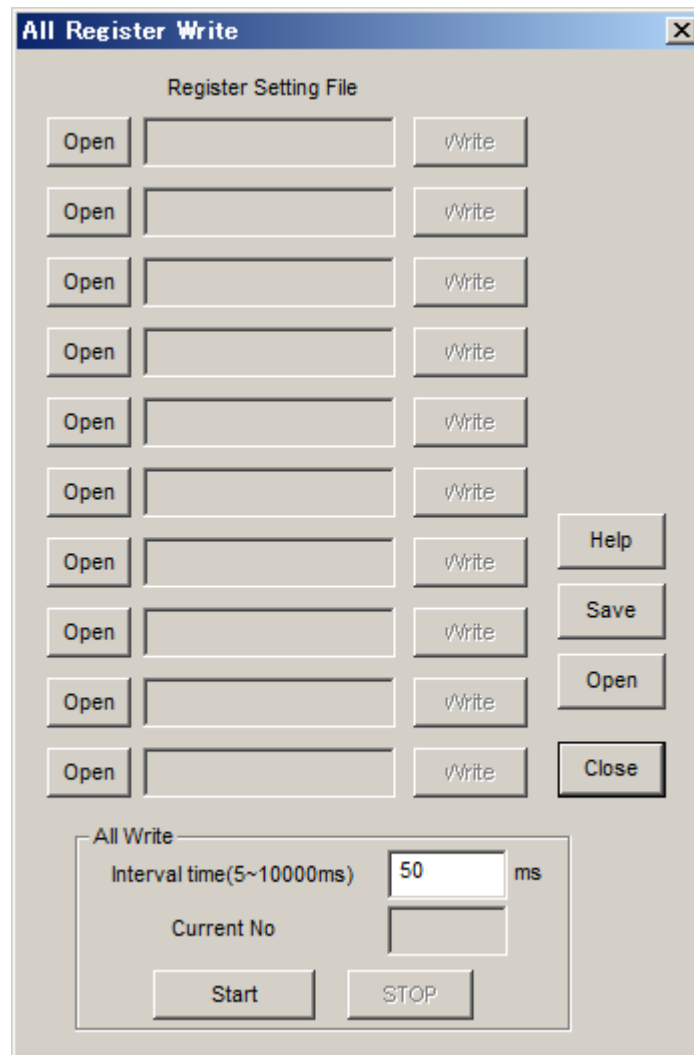 All Register Write
Register Setting File
Open Write
Open Write
Open Write
Open Write
Open Write
Open Write
Open Write
Help
Open Write
Save
Open Write
Open
Open Write
Close
All Write
Interval time(5~10000ms) 50 ms
Current No
Start STOP